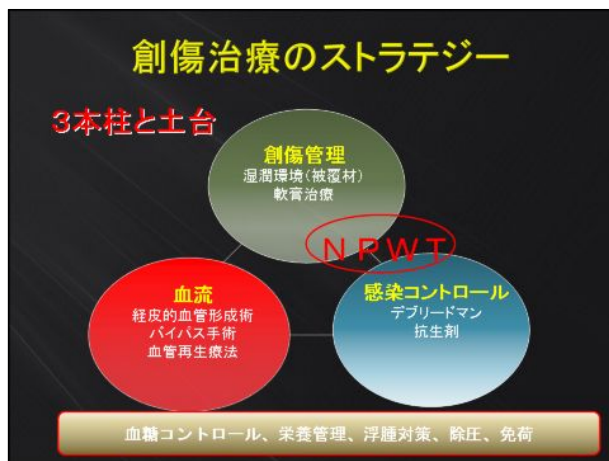 創傷治療のストラテジー
3本柱と土台
創傷管理
湿潤環境(被覆材)
軟膏治療
NPWT
血流
経皮的血管形成術
バイパス手術
血管再生療法
感染コントロール
デブリードマン
抗生剤
血糖コントロール、栄養管理、浮腫対策、除圧、免荷